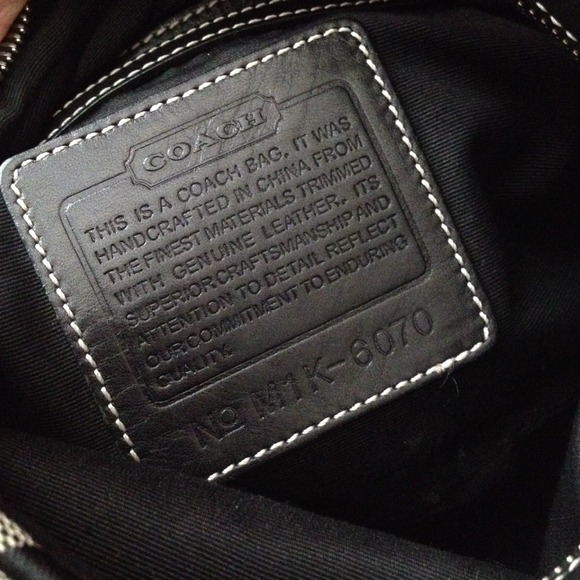 COACH
THIS IS A COACH BAG. IT WAS
HANDCRAFTED IN CHINA FROM
THE FINEST MATERIALS TRIMMED
WITH GENUINE LEATHER. ITS
SUPERIOR CRAFTSMANSHIP AND
ATTENTION TO DETAIL REFLECT
OUR COMMITMENT TO ENDURING
QUALITY.
No M1K-6070